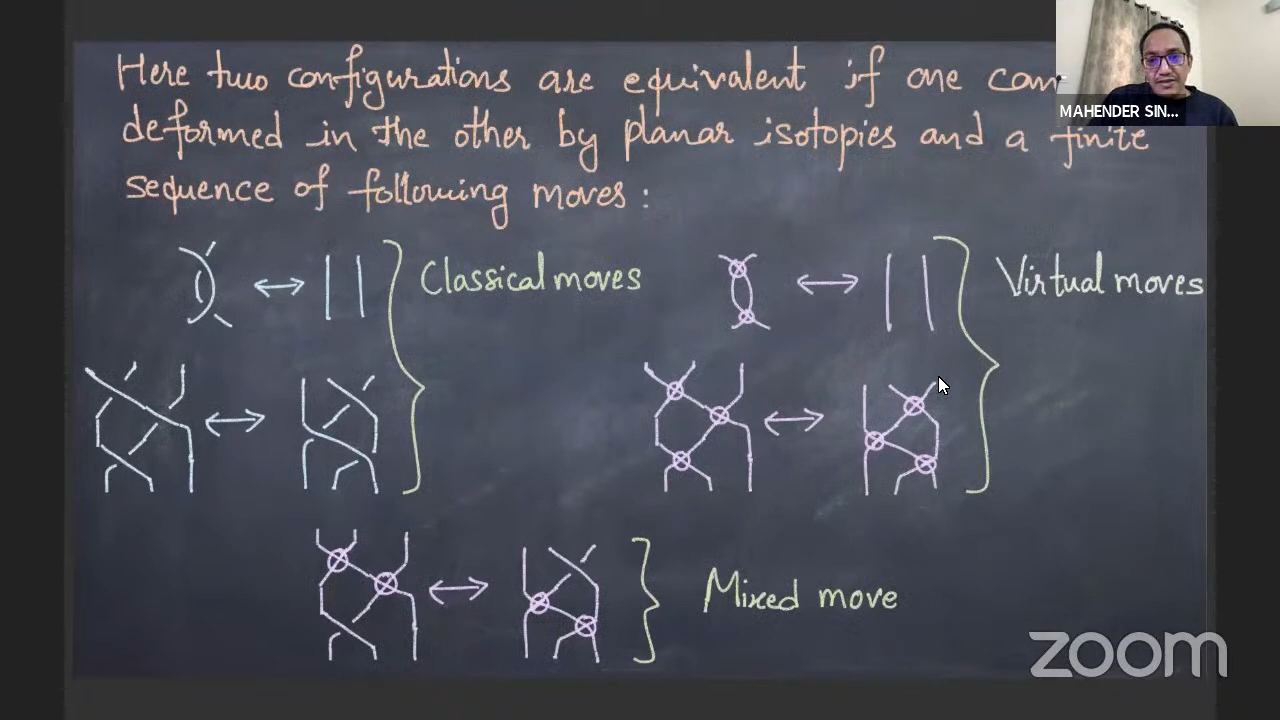 Here two configurations are equivalent if one can
deformed in the other by planar isotopies and a finite
sequence of following moves:
Classical moves
Virtual moves
Mixed move
MAHENDER SIN...
zoom